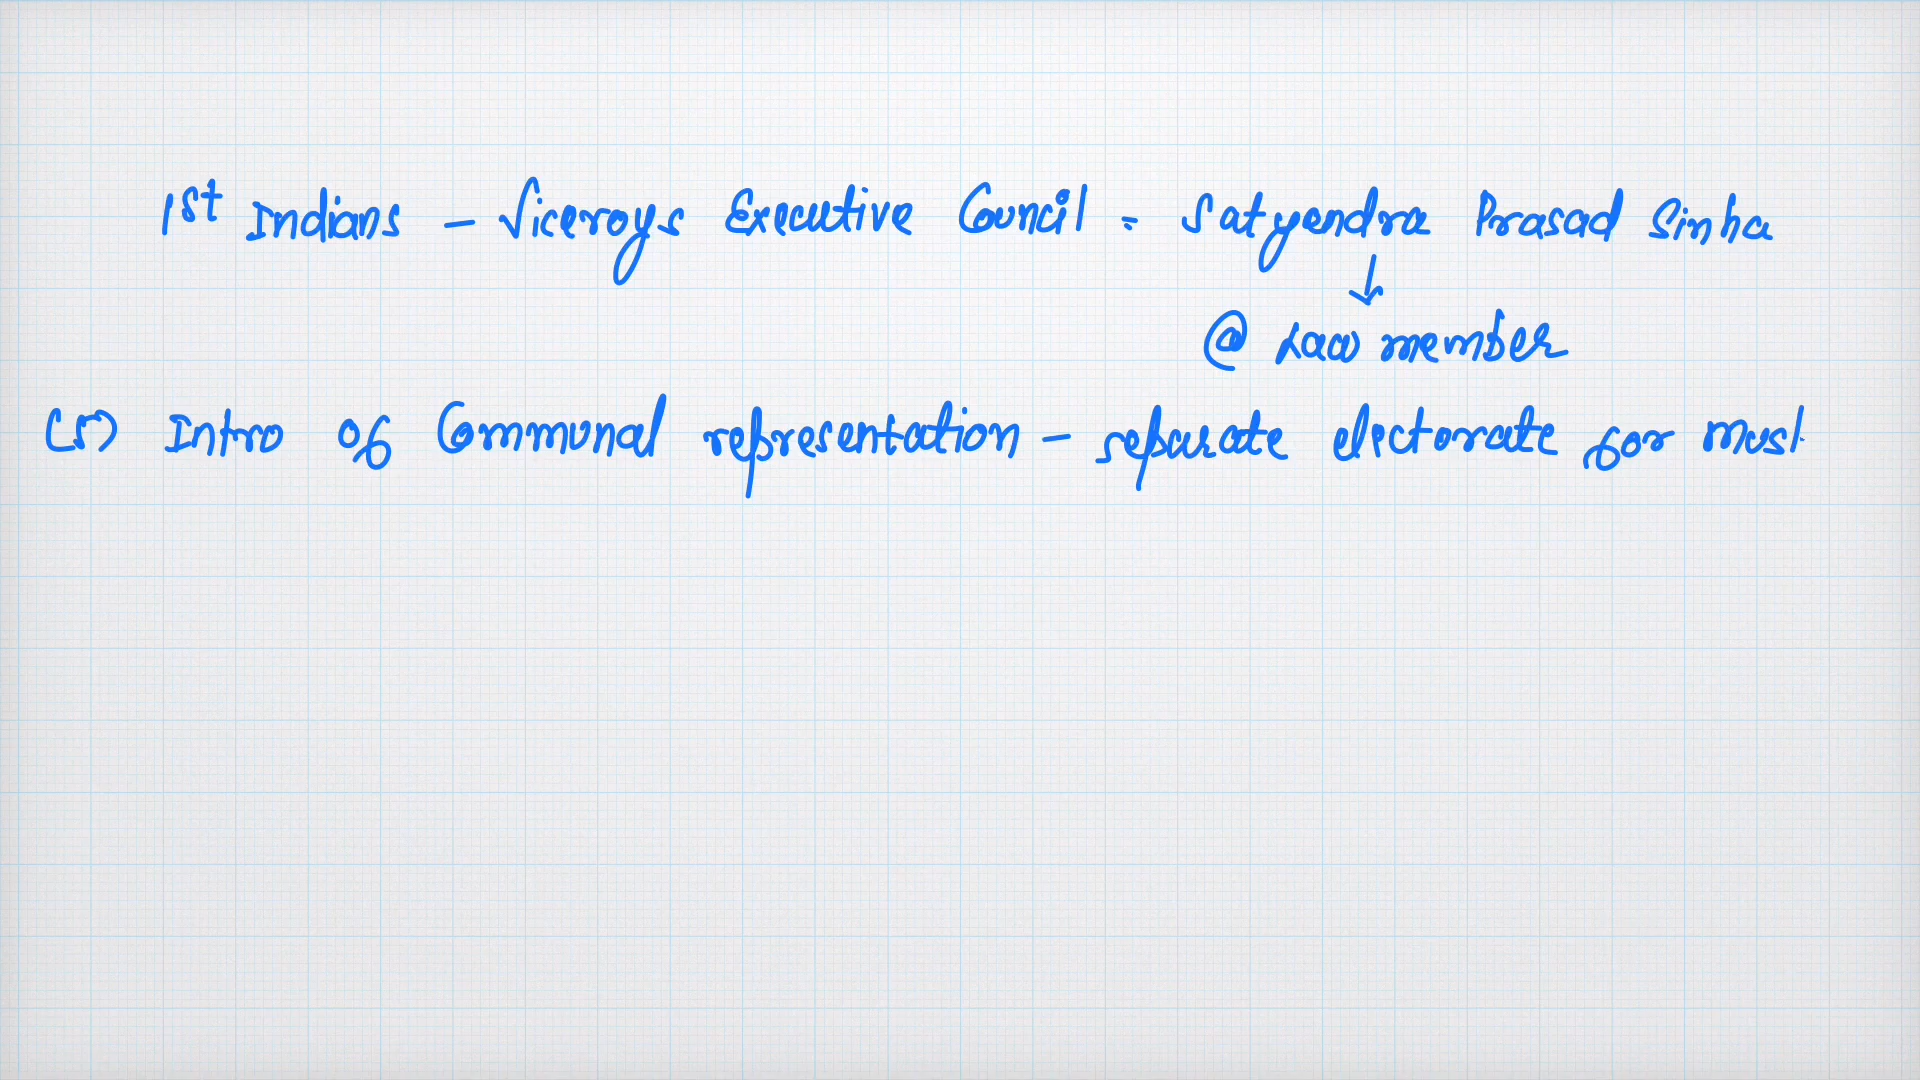 1st Indians - Viceroys Executive Council = Satyendra Prasad Sinha
↓
@ Law member
(5) Intro of Communal representation - separate electorate for musl